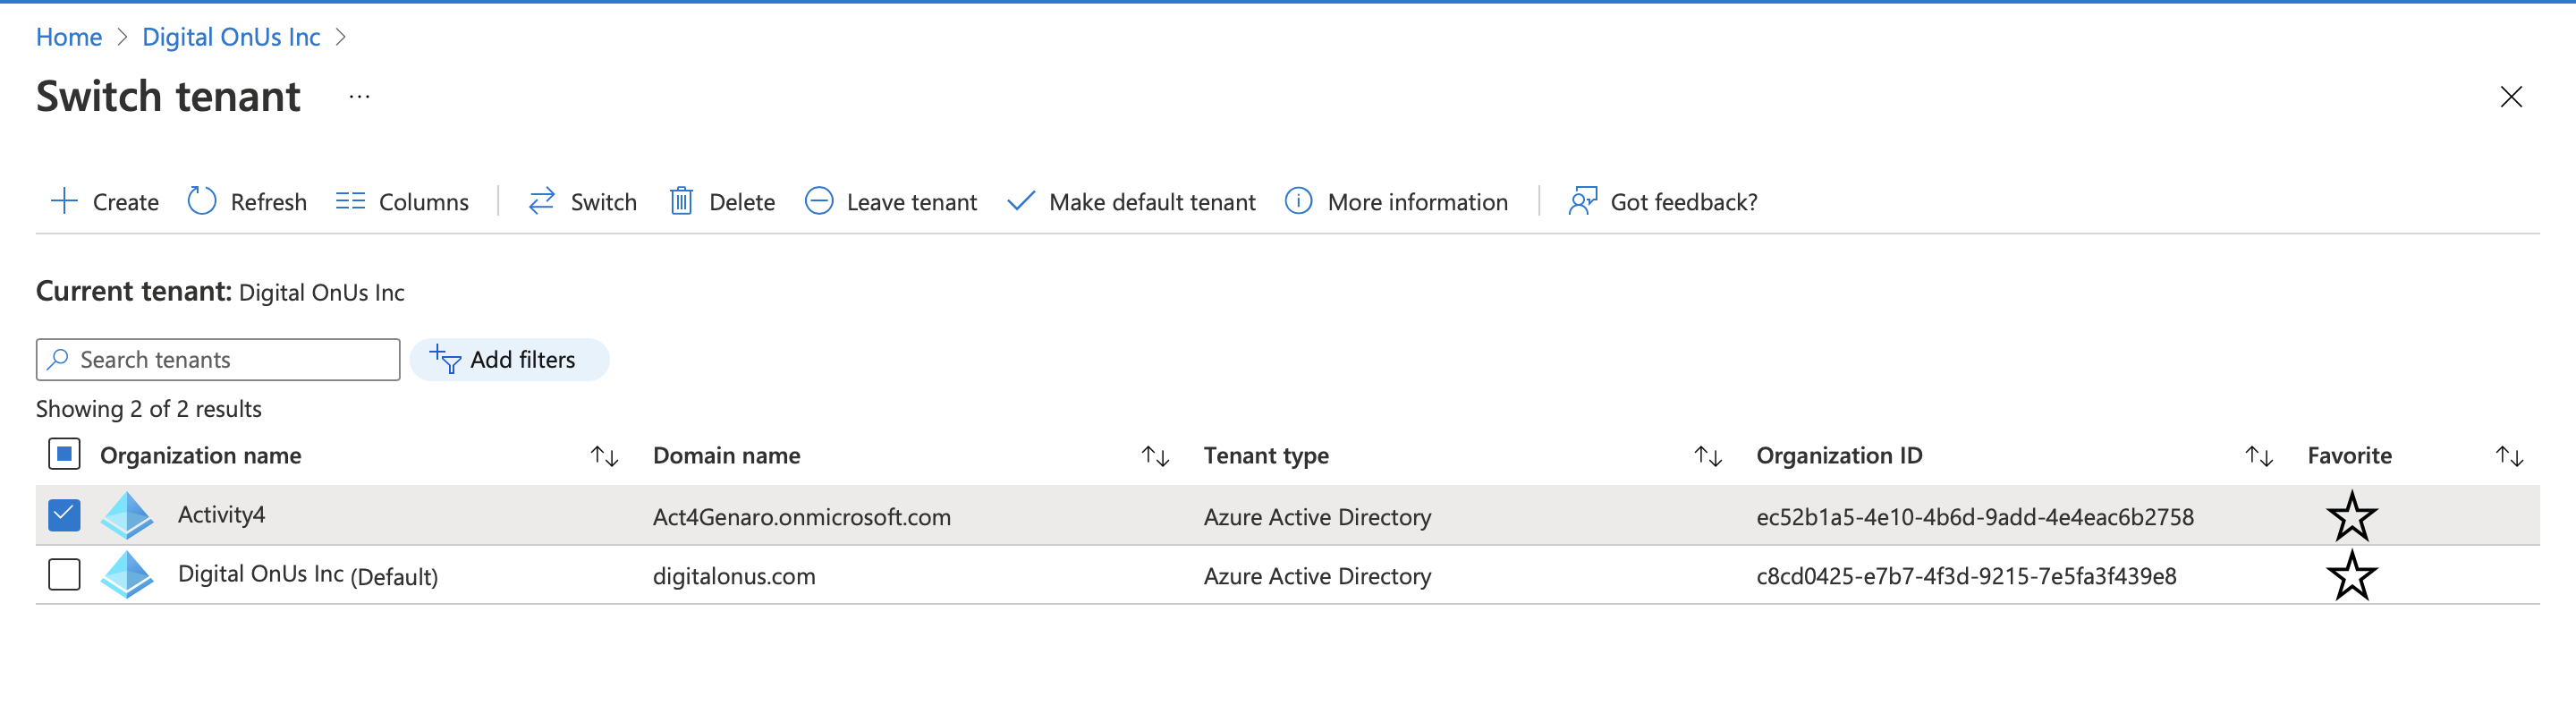 Home > Digital OnUs Inc >
Switch tenant ...
Create Refresh Columns Switch Delete Leave tenant Make default tenant More information Got feedback?
Current tenant: Digital OnUs Inc
Search tenants Add filters
Showing 2 of 2 results
Organization name Domain name Tenant type Organization ID Favorite
Activity4 Act4Genaro.onmicrosoft.com Azure Active Directory ec52b1a5-4e10-4b6d-9add-4e4eac6b2758
Digital OnUs Inc (Default) digitalonus.com Azure Active Directory c8cd0425-e7b7-4f3d-9215-7e5fa3f439e8